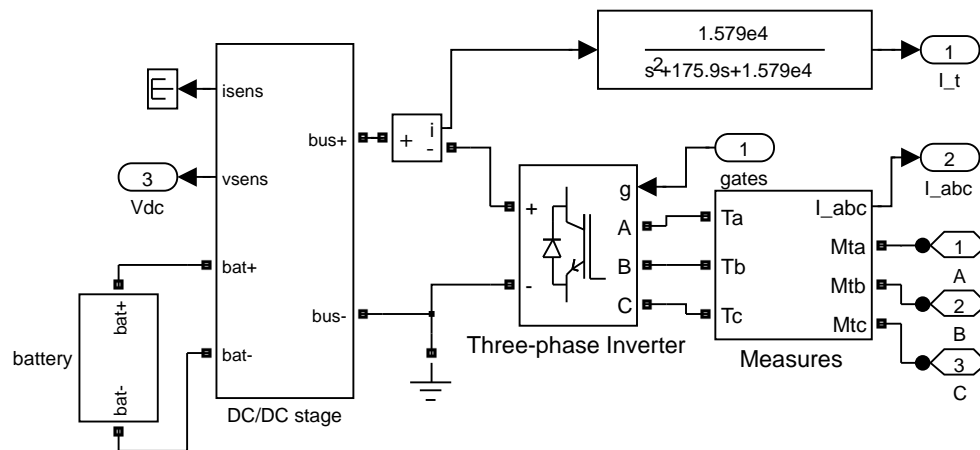 1.579e4
s²+175.9s+1.579e4
1
I_t
isens
bus+
+
i
-
1
gates
2
I_abc
3
Vdc
vsens
+
g
A
B
C
-
Ta
Tb
Tc
I_abc
Mta
Mtb
Mtc
1
A
2
B
3
C
bat+
bat-
bus-
battery
bat+
bat-
DC/DC stage
Three-phase Inverter
Measures